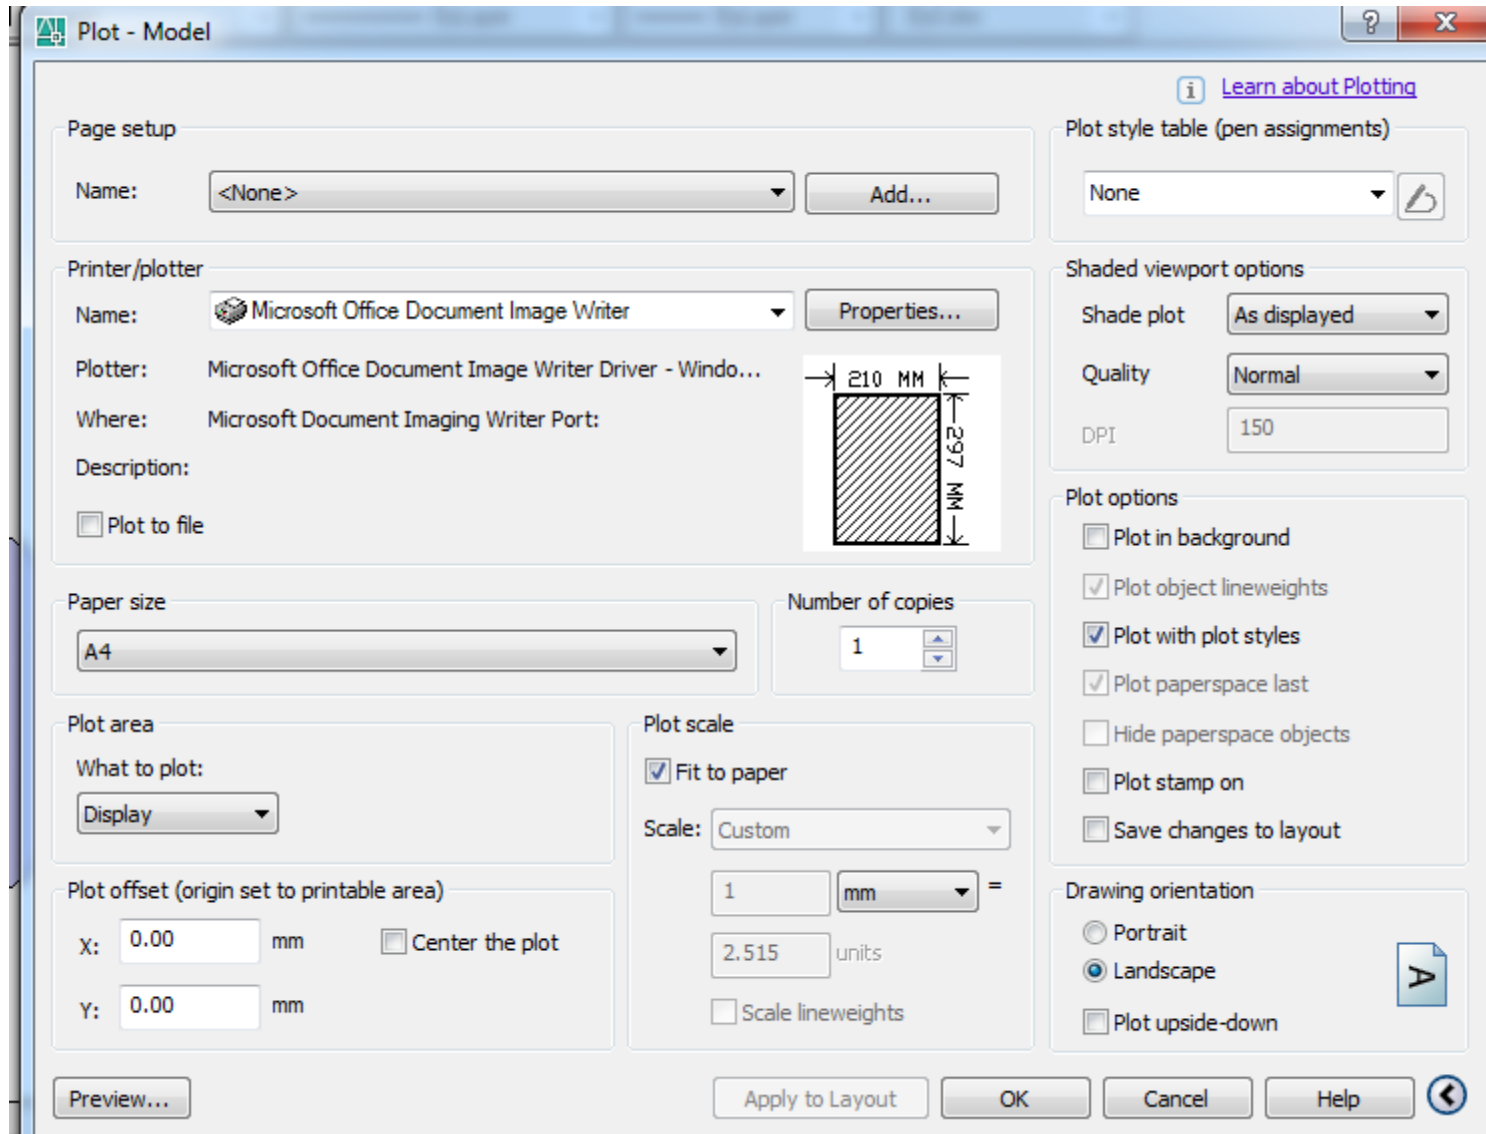 Plot - Model
Learn about Plotting
Page setup
Name: <None> Add...
Plot style table (pen assignments)
None
Printer/plotter
Name: Microsoft Office Document Image Writer Properties...
Plotter: Microsoft Office Document Image Writer Driver - Windo...
Where: Microsoft Document Imaging Writer Port:
Description:
Plot to file
210 MM
297 MM
Shaded viewport options
Shade plot As displayed
Quality Normal
DPI 150
Paper size
A4
Number of copies
1
Plot options
Plot in background
Plot object lineweights
Plot with plot styles
Plot paperspace last
Hide paperspace objects
Plot stamp on
Save changes to layout
Plot area
What to plot:
Display
Plot scale
Fit to paper
Scale: Custom
1 mm =
2.515 units
Scale lineweights
Plot offset (origin set to printable area)
X: 0.00 mm Center the plot
Y: 0.00 mm
Drawing orientation
Portrait
Landscape
A
Plot upside-down
Preview... Apply to Layout OK Cancel Help